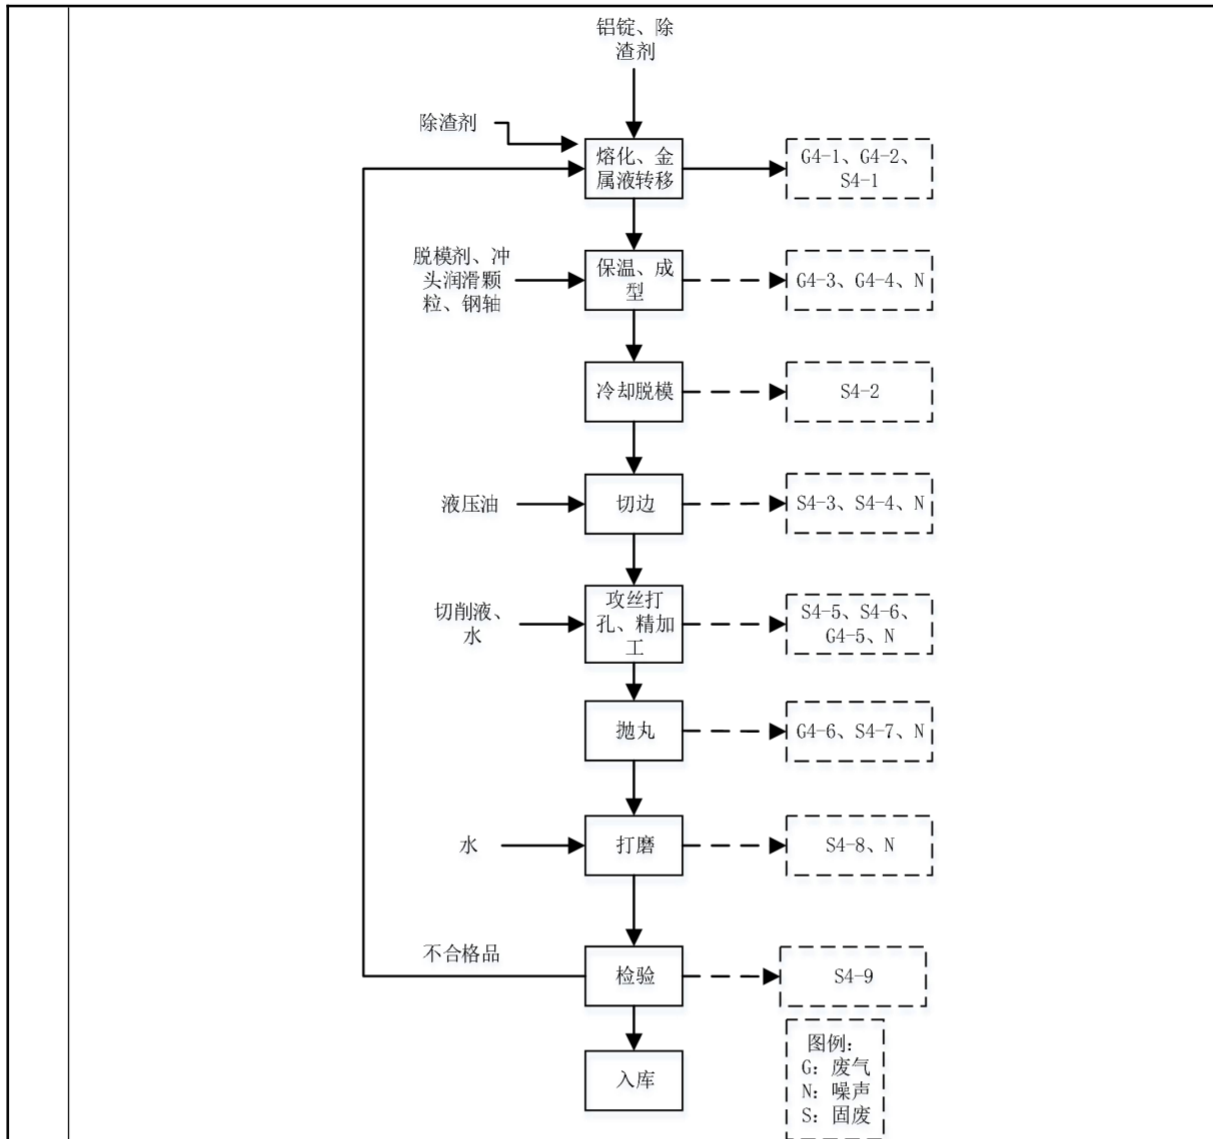 铝锭、除
渣剂
除渣剂
熔化、金
属液转移
G4-1、G4-2、
S4-1
脱模剂、冲
头润滑颗
粒、钢轴
保温、成
型
G4-3、G4-4、N
冷却脱模
S4-2
液压油
切边
S4-3、S4-4、N
切削液、
水
攻丝打
孔、精加
工
S4-5、S4-6、
G4-5、N
抛丸
G4-6、S4-7、N
水
打磨
S4-8、N
不合格品
检验
S4-9
入库
图例：
G：废气
N：噪声
S：固废